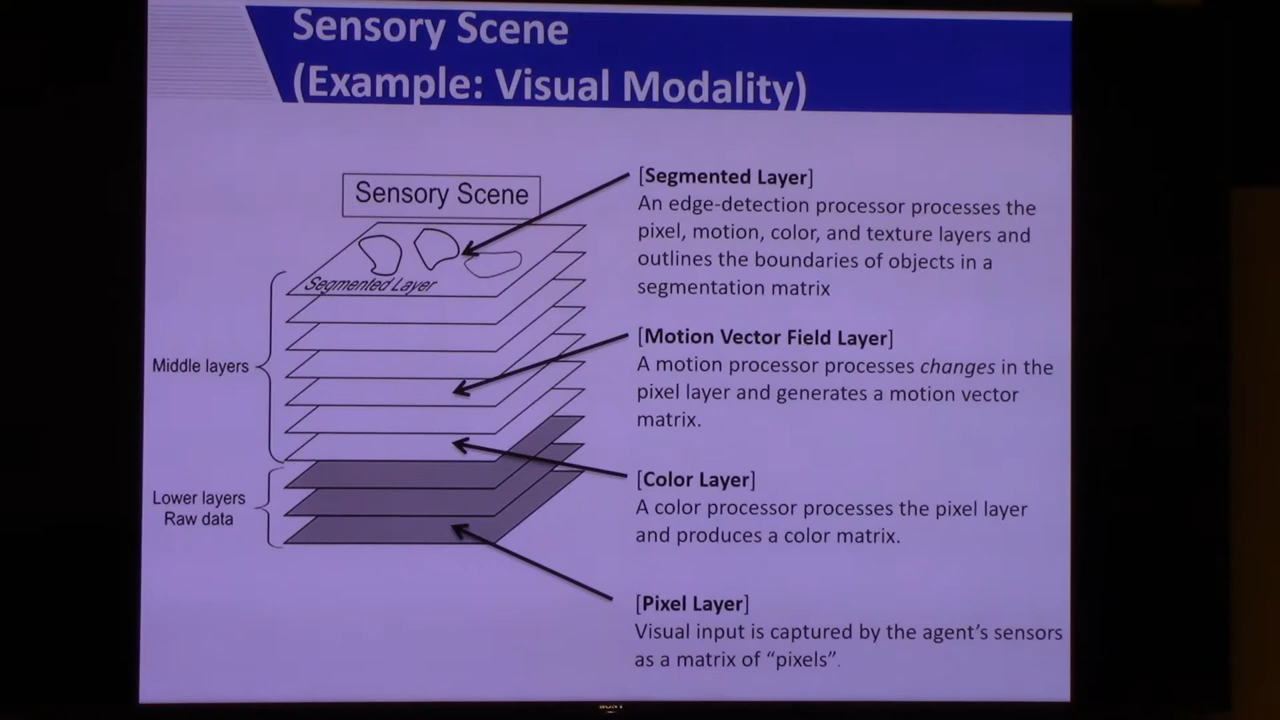 Sensory Scene
(Example: Visual Modality)
Sensory Scene
Segmented Layer
Middle layers
Lower layers
Raw data
[Segmented Layer]
An edge-detection processor processes the
pixel, motion, color, and texture layers and
outlines the boundaries of objects in a
segmentation matrix
[Motion Vector Field Layer]
A motion processor processes changes in the
pixel layer and generates a motion vector
matrix.
[Color Layer]
A color processor processes the pixel layer
and produces a color matrix.
[Pixel Layer]
Visual input is captured by the agent's sensors
as a matrix of “pixels”.
SONY